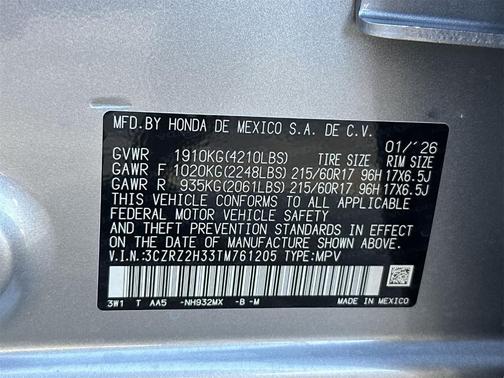 MFD.BY HONDA DE MEXICO S.A. DE C.V.
01/'26
GVWR 1910KG(4210LBS) TIRE SIZE RIM SIZE
GAWR F 1020KG(2248LBS) 215/60R17 96H 17X6.5J
GAWR R 935KG(2061LBS) 215/60R17 96H 17X6.5J
THIS VEHICLE CONFORMS TO ALL APPLICABLE
FEDERAL MOTOR VEHICLE SAFETY
AND THEFT PREVENTION STANDARDS IN
EFFECT ON THE DATE OF MANUFACTURE SHOWN ABOVE.
V.I.N.:3CZRZ2H33TM761205 TYPE:MPV
3W1 T AA5 -NH932MX -B -M MADE IN MEXICO